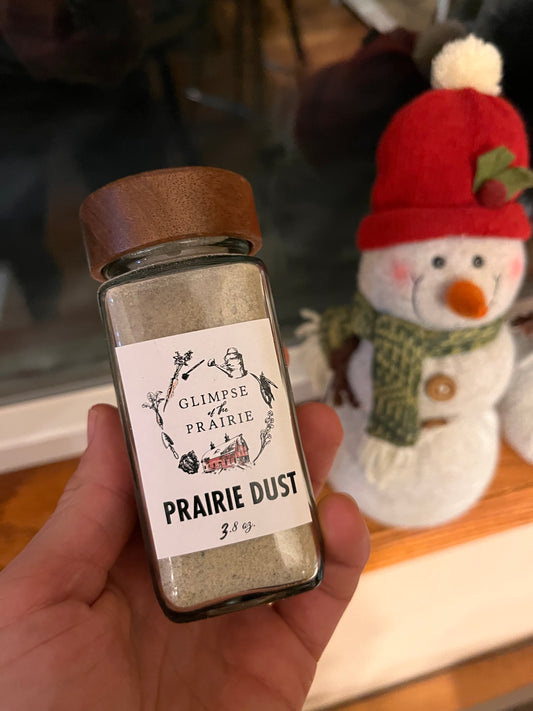 GLIMPSE
of the
PRAIRIE
PRAIRIE DUST
3.8 oz.